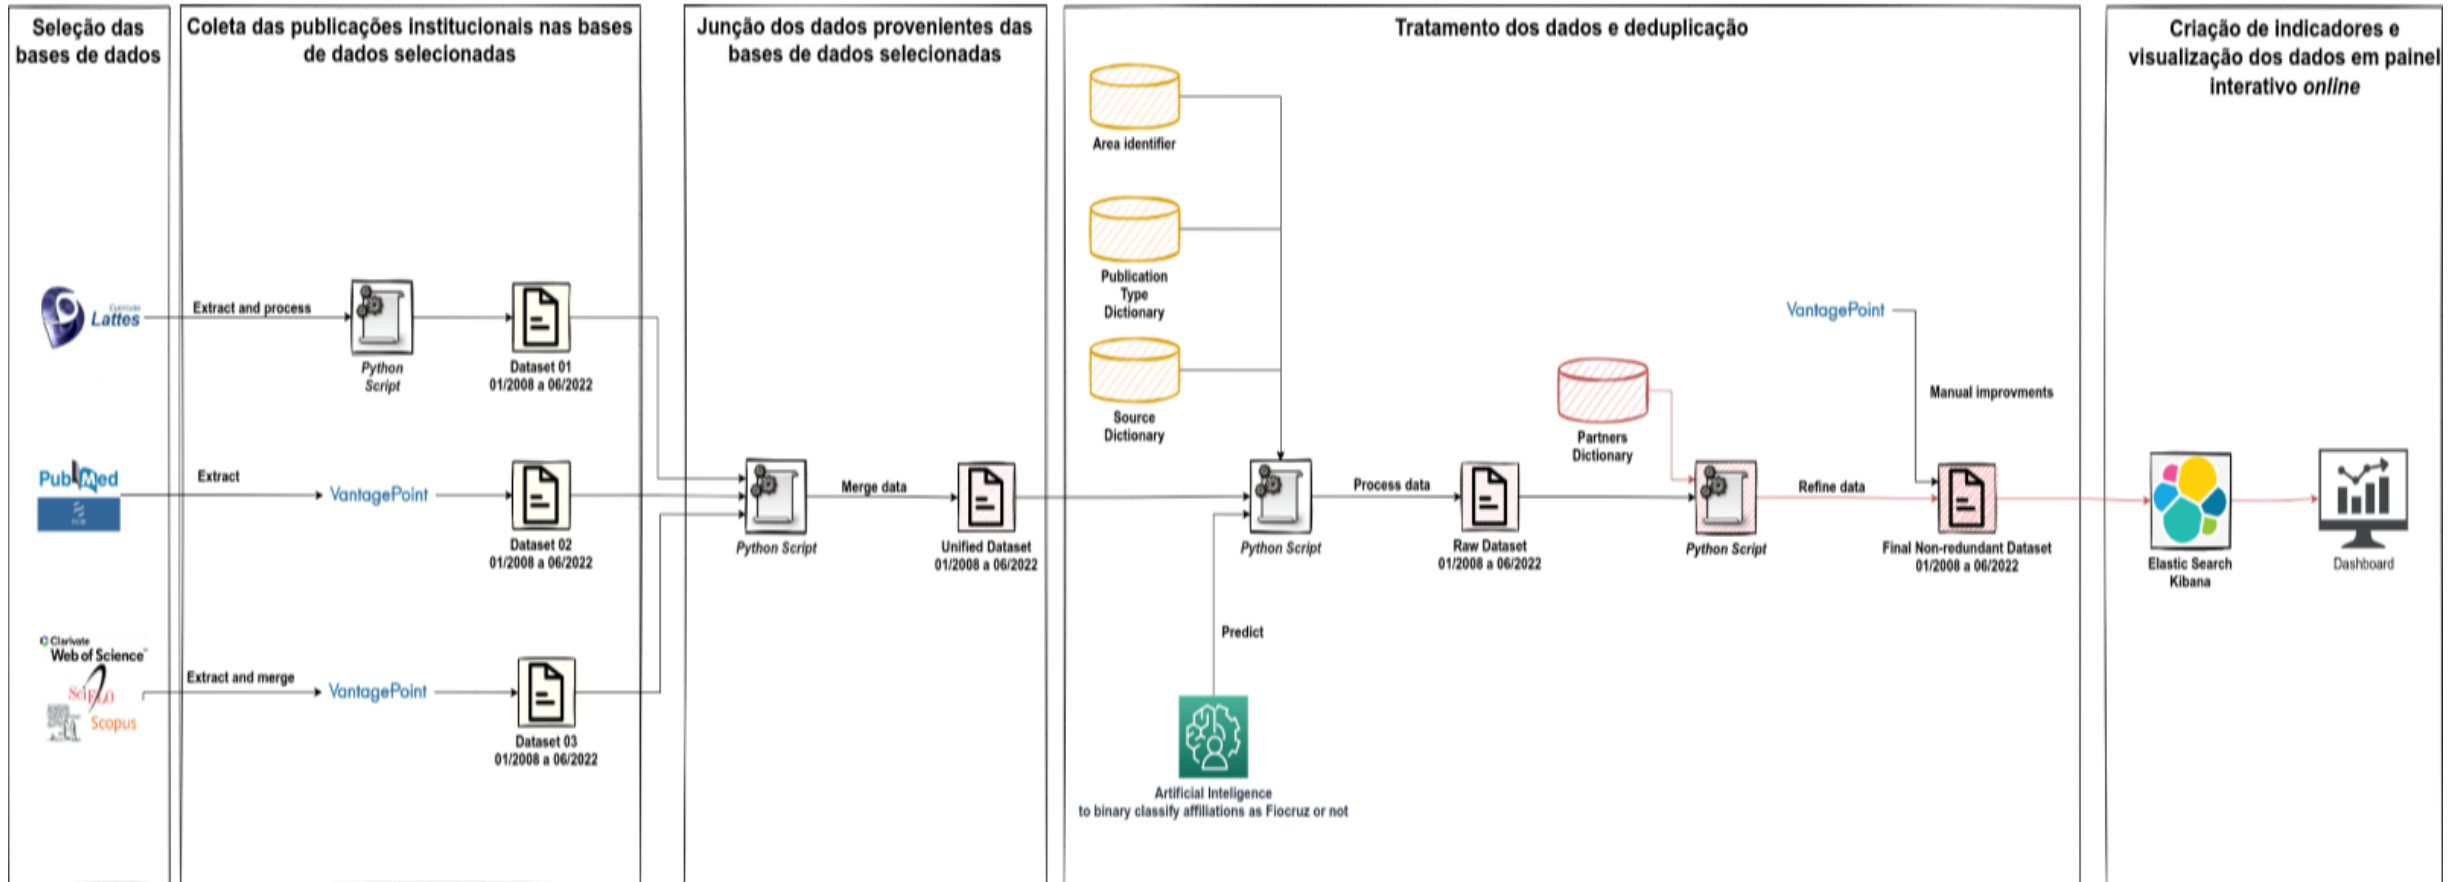 Seleção das
bases de dados
Coleta das publicações institucionais nas bases
de dados selecionadas
Junção dos dados provenientes das
bases de dados selecionadas
Tratamento dos dados e deduplicação
Criação de indicadores e
visualização dos dados em painel
interativo online
Area identifier
Publication
Type
Dictionary
Source
Dictionary
Currículo
Lattes
Extract and process
Python
Script
Dataset 01
01/2008 a 06/2022
PubMed
Extract
VantagePoint
Dataset 02
01/2008 a 06/2022
Clarivate
Web of Science
SciELO
Scopus
Extract and merge
VantagePoint
Dataset 03
01/2008 a 06/2022
Python Script
Merge data
Unified Dataset
01/2008 a 06/2022
Python Script
Predict
Artificial Inteligence
to binary classify affiliations as Fiocruz or not
Process data
Raw Dataset
01/2008 a 06/2022
Partners
Dictionary
Python Script
Refine data
VantagePoint
Manual improvments
Final Non-redundant Dataset
01/2008 a 06/2022
Elastic Search
Kibana
Dashboard